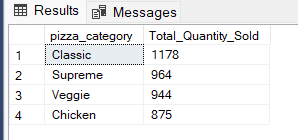 Results Messages
pizza_category Total_Quantity_Sold
1 Classic 1178
2 Supreme 964
3 Veggie 944
4 Chicken 875